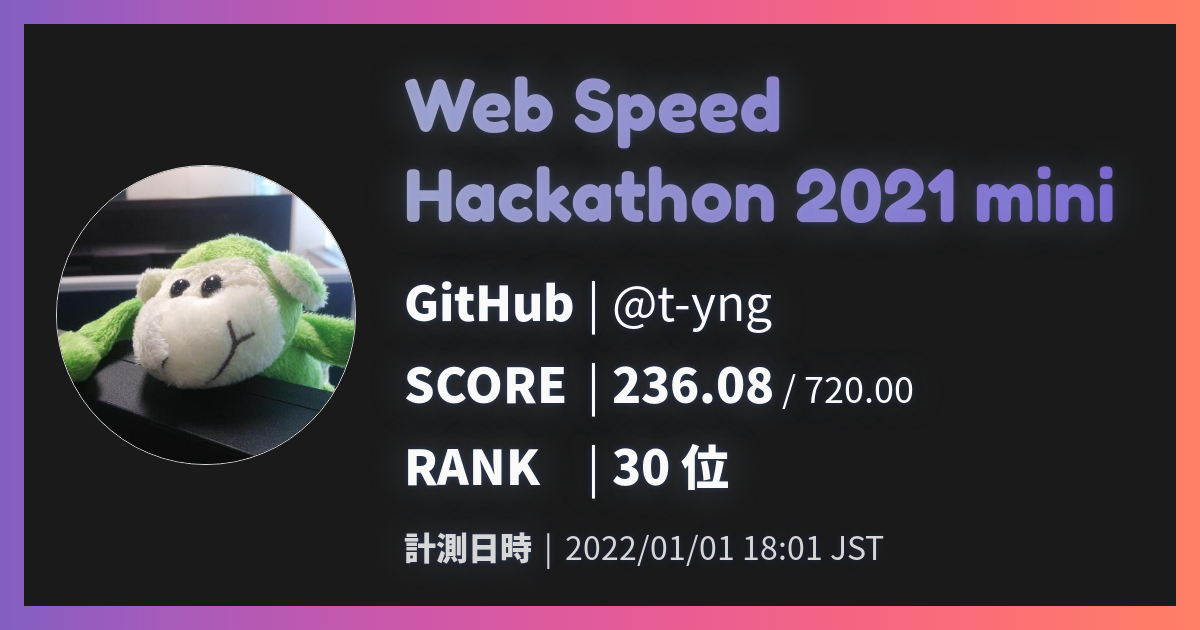 Web Speed
Hackathon 2021 mini
GitHub | @t-yng
SCORE | 236.08 / 720.00
RANK | 30 位
計測日時 | 2022/01/01 18:01 JST